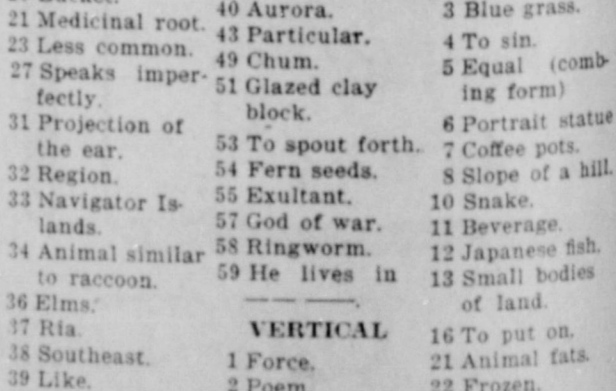 21 Medicinal root.
23 Less common.
27 Speaks imper-
fectly.
31 Projection of
the ear.
32 Region.
33 Navigator Is-
lands.
34 Animal similar
to raccoon.
36 Elms.
37 Ria.
38 Southeast.
39 Like.
40 Aurora.
43 Particular.
49 Chum.
51 Glazed clay
block.
53 To spout forth.
54 Fern seeds.
55 Exultant.
57 God of war.
58 Ringworm.
59 He lives in
— — —.
VERTICAL
1 Force.
2 Poem
3 Blue grass.
4 To sin.
5 Equal (comb-
ing form)
6 Portrait statue
7 Coffee pots.
8 Slope of a hill.
10 Snake.
11 Beverage.
12 Japanese fish.
13 Small bodies
of land.
16 To put on.
21 Animal fats.
22 Frozen.